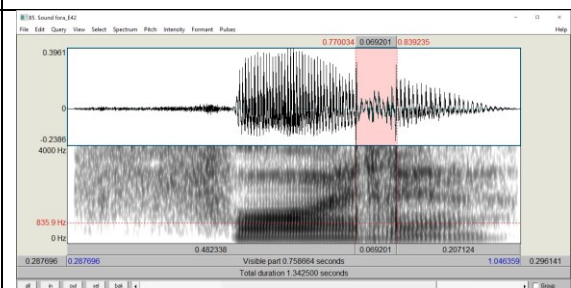 85. Sound fora_E42
File Edit Query View Select Spectrum Pitch Intensity Formant Pulses Help
0.770034 0.069201 0.839235
0.3961
0
-0.2386
4000 Hz
835.9 Hz
0 Hz
0.482338 0.069201 0.207124
0.287696 0.287696 Visible part 0.758664 seconds 1.046359 0.296141
Total duration 1.342500 seconds
all in out sel bak Group